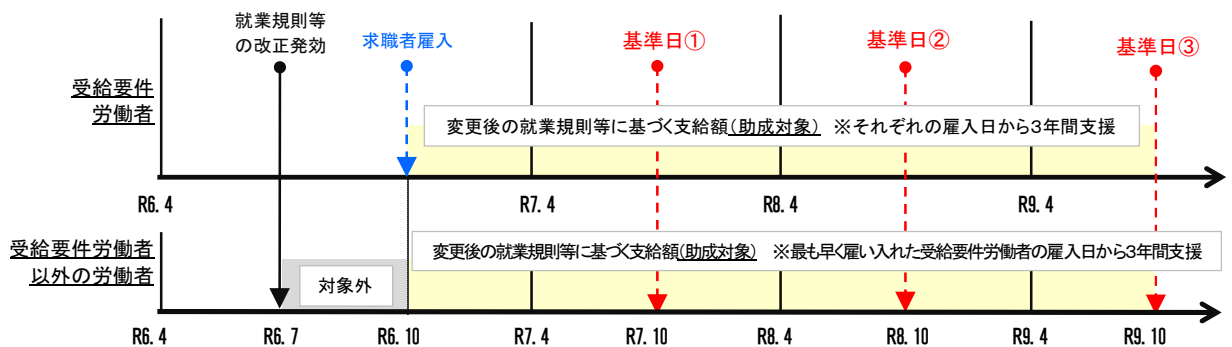 就業規則等
の改正発効
求職者雇入
基準日①
基準日②
基準日③
受給要件
労働者
変更後の就業規則等に基づく支給額(助成対象) ※それぞれの雇入日から3年間支援
R6. 4
R7. 4
R8. 4
R9. 4
受給要件労働者
以外の労働者
変更後の就業規則等に基づく支給額(助成対象) ※最も早く雇い入れた受給要件労働者の雇入日から3年間支援
対象外
R6. 4
R6. 7
R6. 10
R7. 4
R7. 10
R8. 4
R8. 10
R9. 4
R9. 10